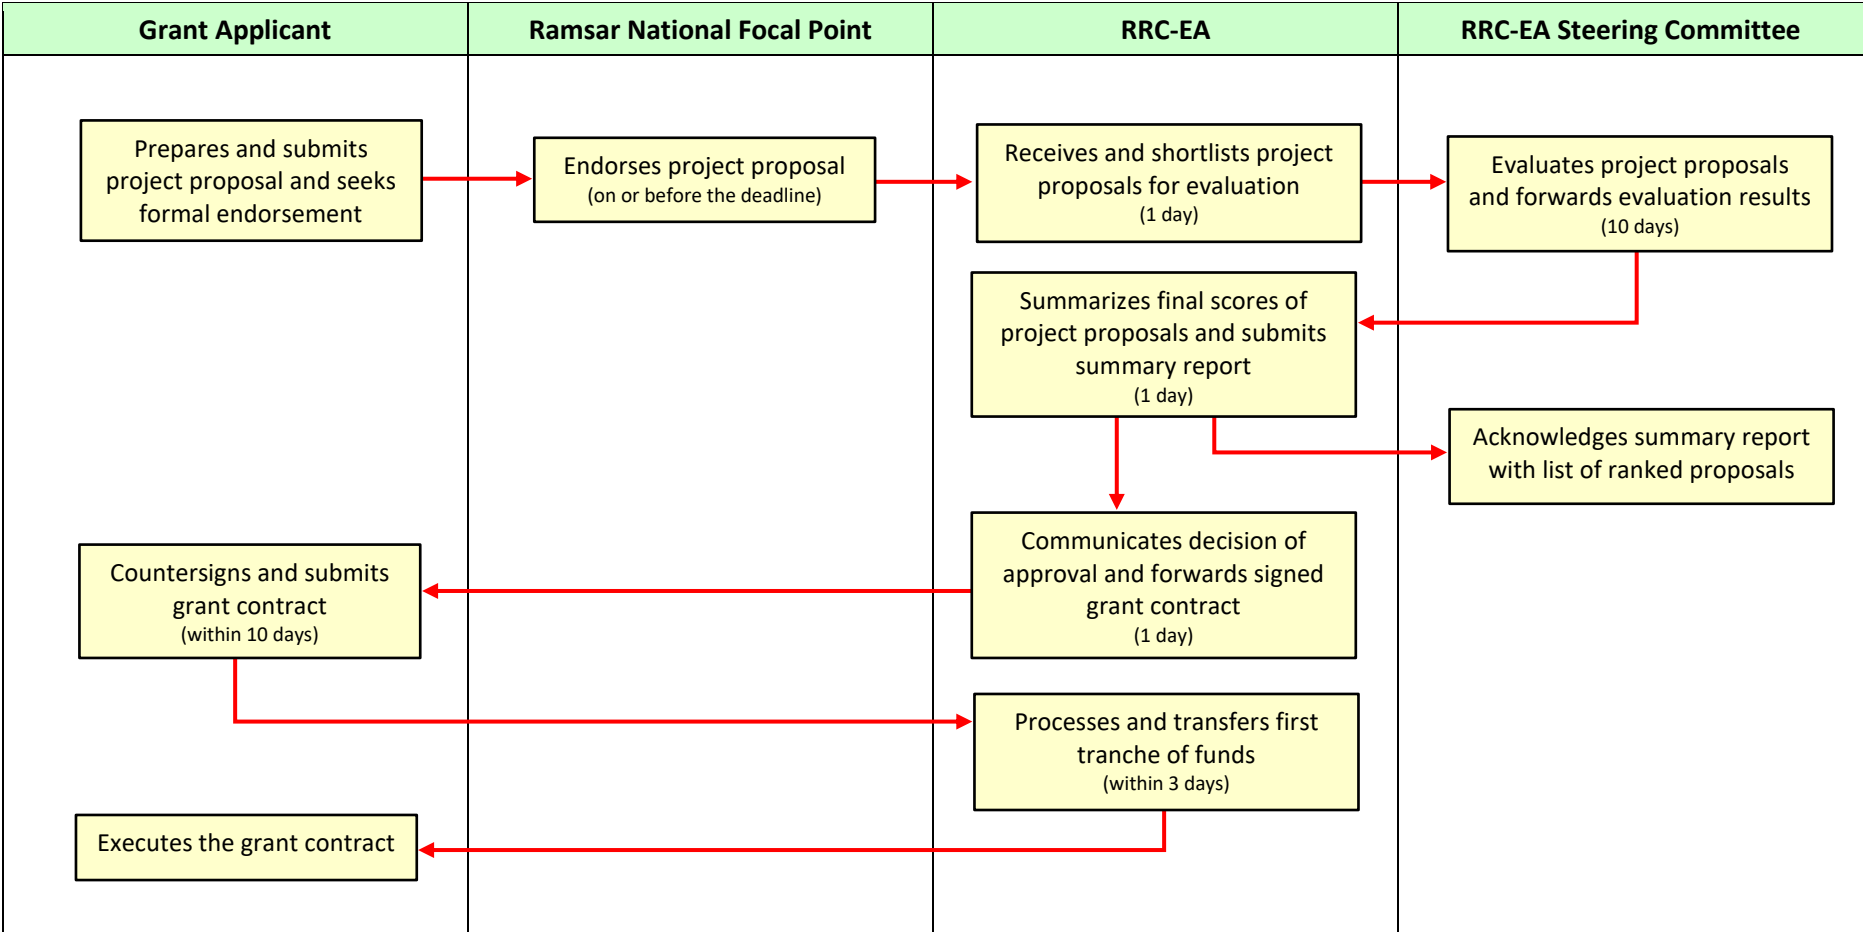 Grant Applicant
Ramsar National Focal Point
RRC-EA
RRC-EA Steering Committee
Prepares and submits
project proposal and seeks
formal endorsement
Endorses project proposal
(on or before the deadline)
Receives and shortlists project
proposals for evaluation
(1 day)
Evaluates project proposals
and forwards evaluation results
(10 days)
Summarizes final scores of
project proposals and submits
summary report
(1 day)
Acknowledges summary report
with list of ranked proposals
Communicates decision of
approval and forwards signed
grant contract
(1 day)
Countersigns and submits
grant contract
(within 10 days)
Processes and transfers first
tranche of funds
(within 3 days)
Executes the grant contract